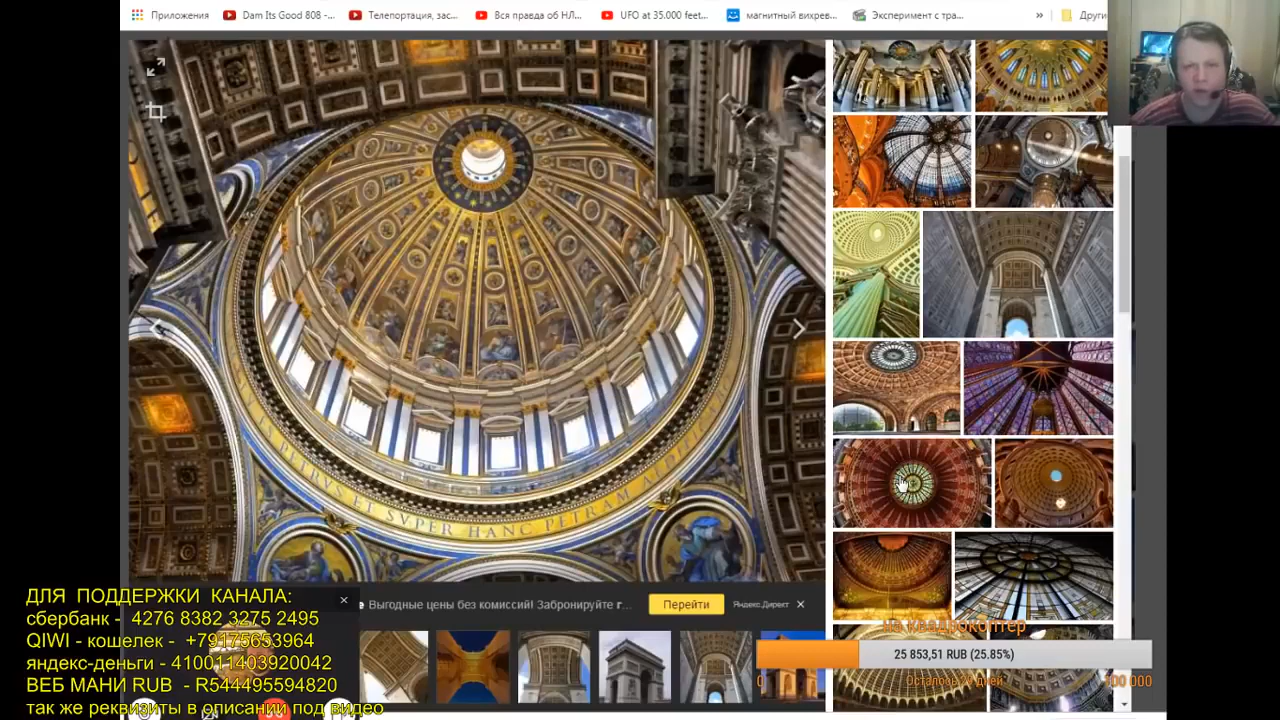 Приложения
Dam Its Good 808 -...
Телепортация, зас...
Вся правда об НЛ...
UFO at 35.000 feet,...
магнитный вихрев...
Эксперимент с тра...
»
Други
PETRVS ET SVPER HANC PETRAM
Выгодные цены без комиссий! Забронируйте г...
Перейти
Яндекс.Директ
ДЛЯ ПОДДЕРЖКИ КАНАЛА:
сбербанк - 4276 8382 3275 2495
QIWI - кошелек - +79175653964
яндекс-деньги - 410011403920042
ВЕБ МАНИ RUB - R544495594820
так же реквизиты в описании под видео
на квадрокоптер
25 853,51 RUB (25.85%)
0
100 000